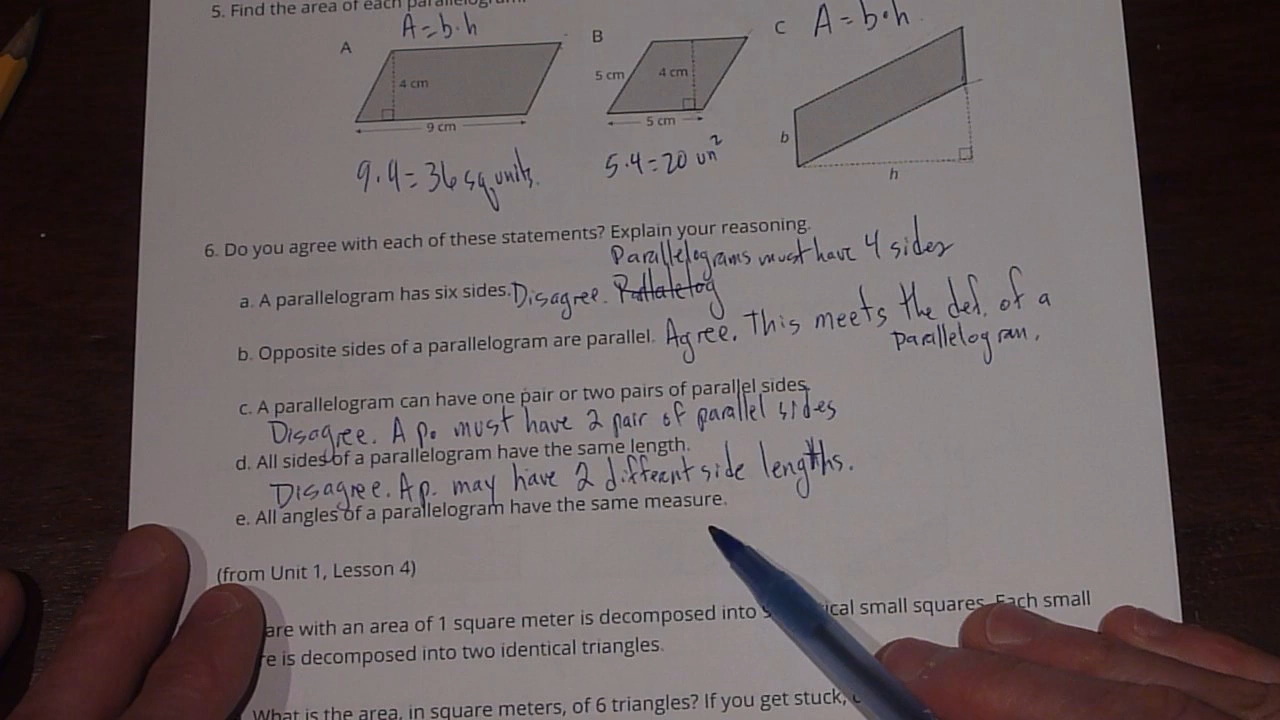 5. Find the area of each parallelogram.
A = b·h
C A = b·h.
A
B
4 cm
5 cm
4 cm
9 cm
5 cm
b
h
9·4=36 sq units.
5·4=20 un²
6. Do you agree with each of these statements? Explain your reasoning.
Parallelograms must have 4 sides
a. A parallelogram has six sides. Disagree.
b. Opposite sides of a parallelogram are parallel. Agree. This meets the def. of a
parallelogram.
c. A parallelogram can have one pair or two pairs of parallel sides.
Disagree. A p. must have 2 pair of parallel sides
d. All sides of a parallelogram have the same length.
Disagree. A p. may have 2 different side lengths.
e. All angles of a parallelogram have the same measure.
(from Unit 1, Lesson 4)
are with an area of 1 square meter is decomposed into small squares. Each small
re is decomposed into two identical triangles.
What is the area, in square meters, of 6 triangles? If you get stuck,